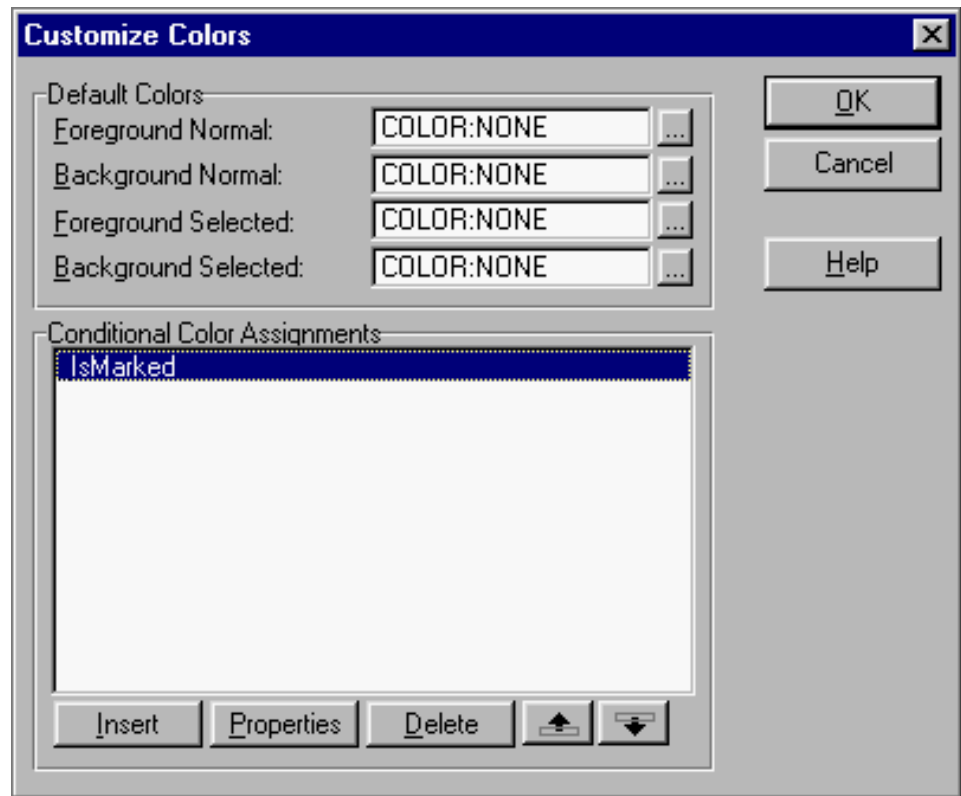 Customize Colors
Default Colors
Foreground Normal: COLOR:NONE ...
Background Normal: COLOR:NONE ...
Foreground Selected: COLOR:NONE ...
Background Selected: COLOR:NONE ...
OK
Cancel
Help
Conditional Color Assignments
IsMarked
Insert Properties Delete